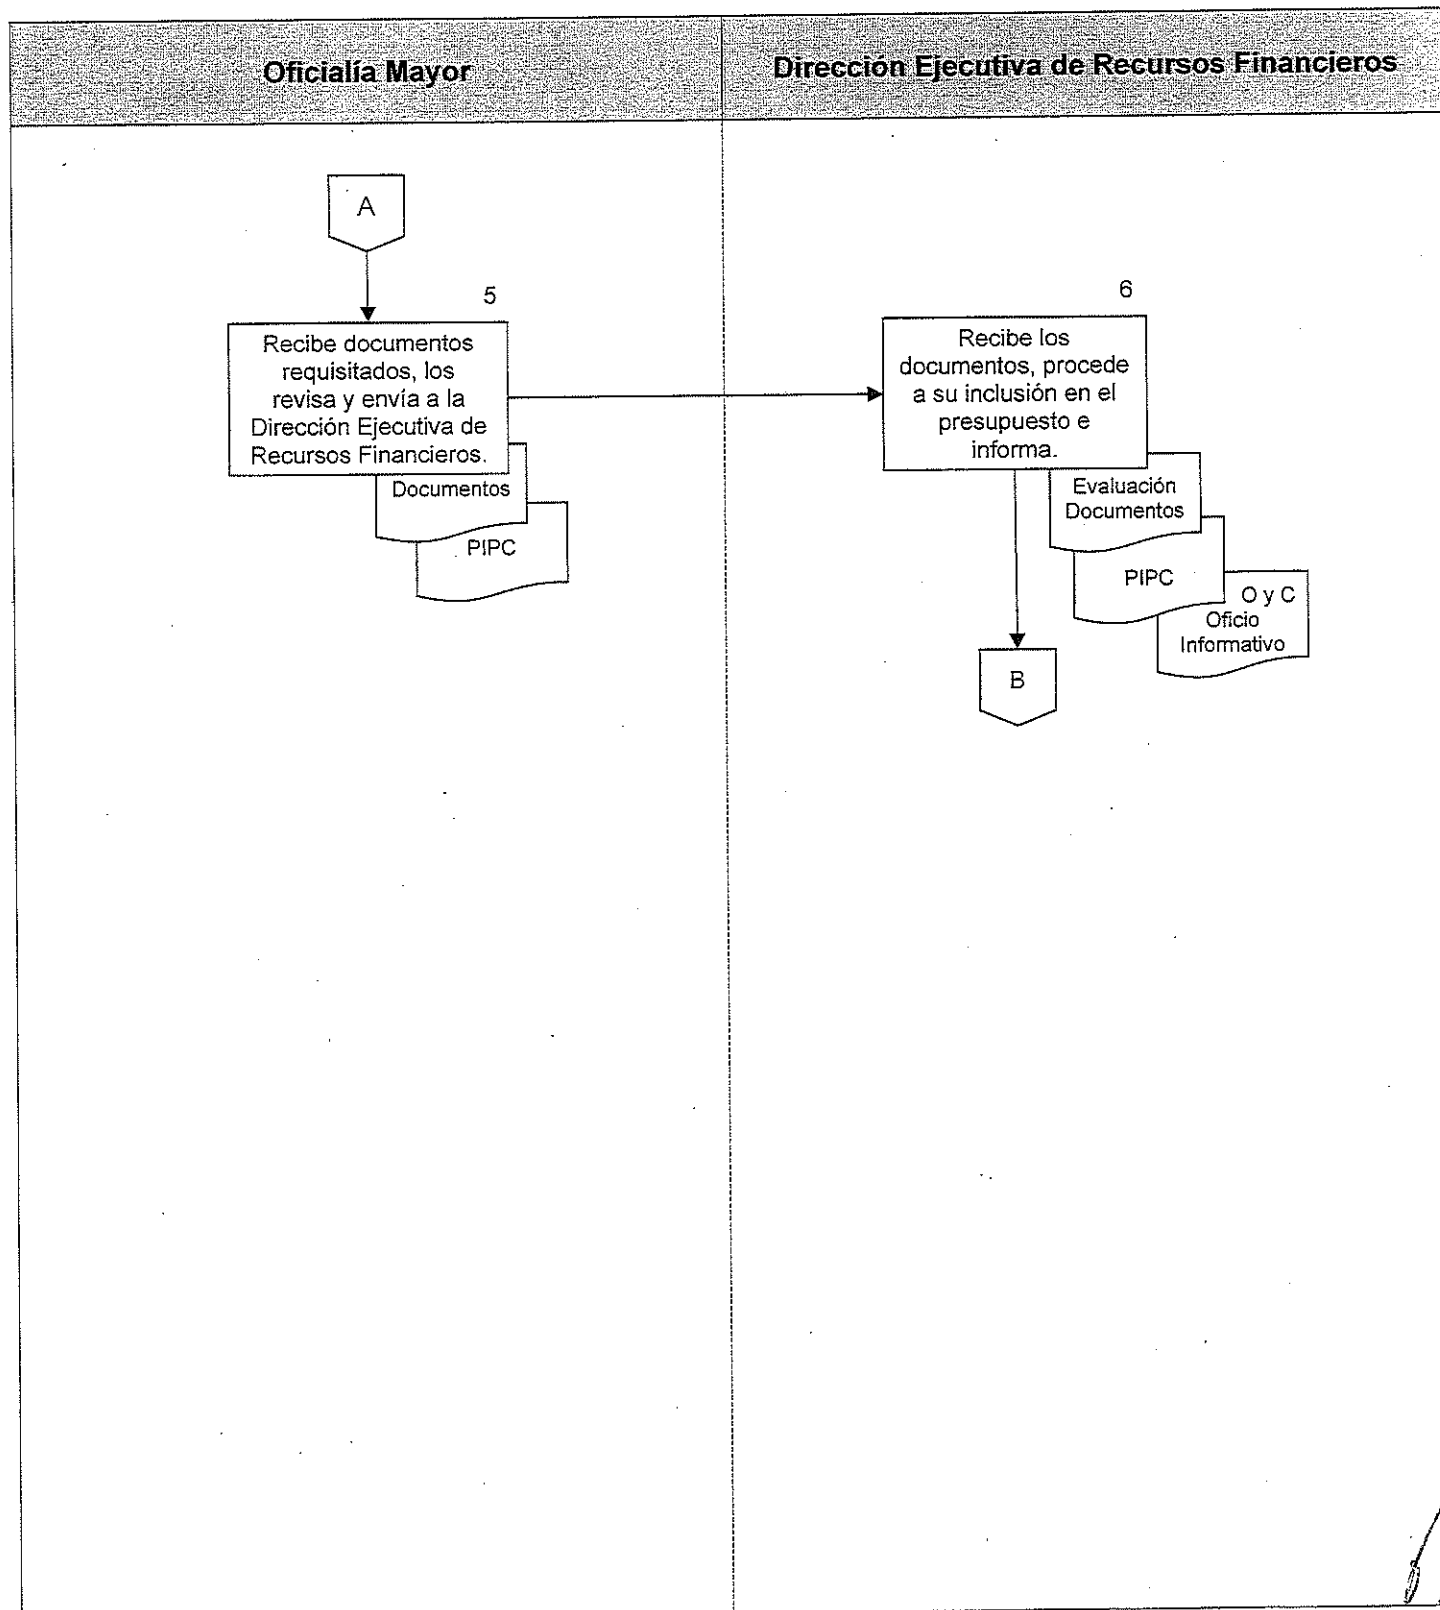 Oficialía Mayor
Dirección Ejecutiva de Recursos Financieros
A
5
Recibe documentos
requisitados, los
revisa y envía a la
Dirección Ejecutiva de
Recursos Financieros.
Documentos
PIPC
6
Recibe los
documentos, procede
a su inclusión en el
presupuesto e
informa.
Evaluación
Documentos
PIPC
O y C
Oficio
Informativo
B